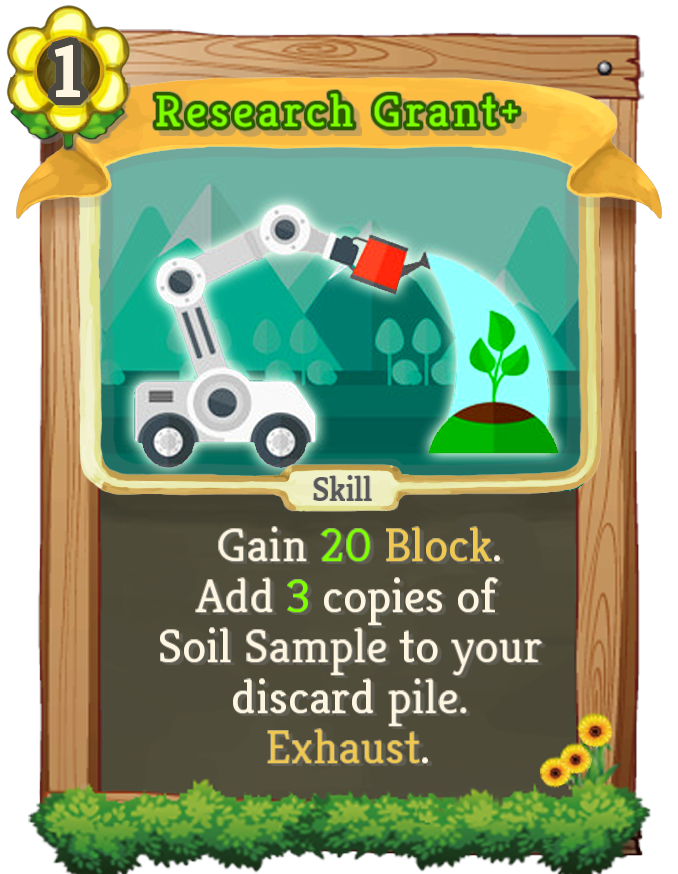 1
Research Grant+
Skill
Gain 20 Block.
Add 3 copies of
Soil Sample to your
discard pile.
Exhaust.